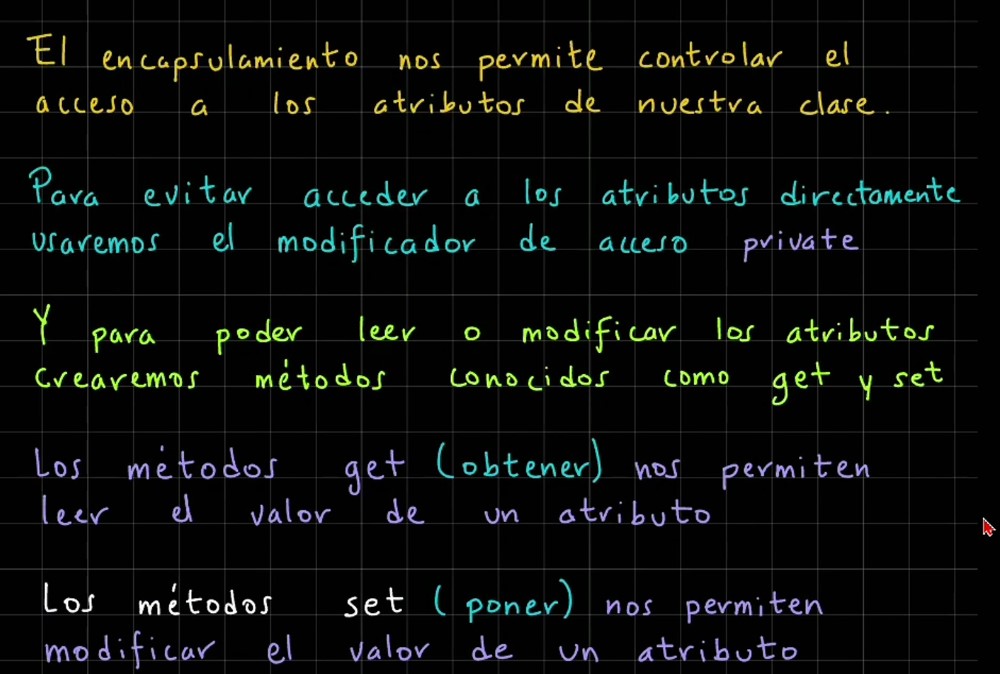 El encapsulamiento nos permite controlar el
acceso a los atributos de nuestra clase.
Para evitar acceder a los atributos directamente
usaremos el modificador de acceso private
Y para poder leer o modificar los atributos
crearemos métodos conocidos como get y set
Los métodos get (obtener) nos permiten
leer el valor de un atributo
Los métodos set (poner) nos permiten
modificar el valor de un atributo